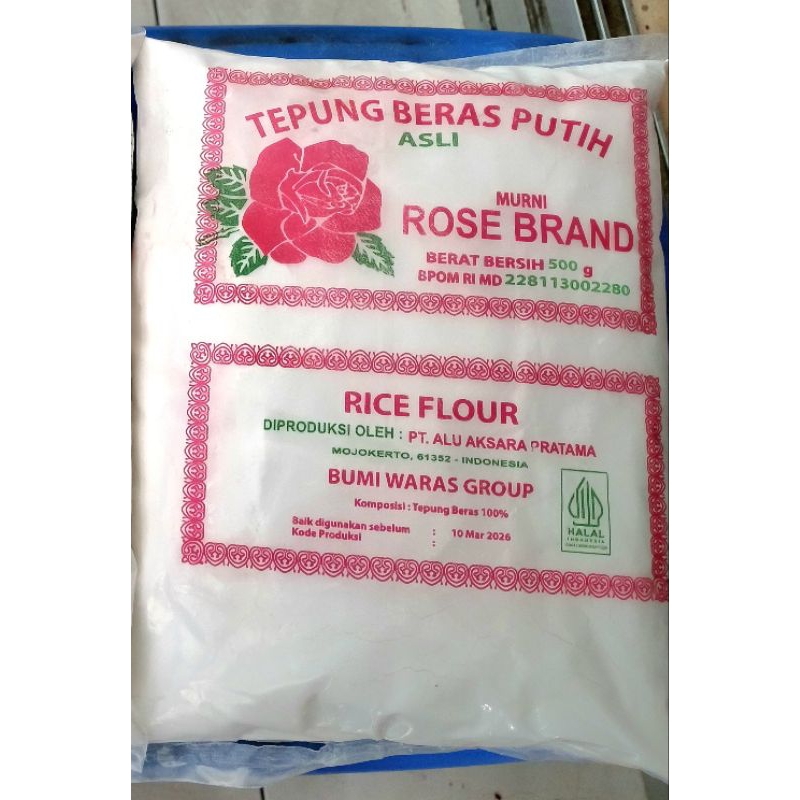 TEPUNG BERAS PUTIH
ASLI
MURNI
ROSE BRAND
BERAT BERSIH 500 g
BPOM RI MD 228113002280
RICE FLOUR
DIPRODUKSI OLEH : PT. ALU AKSARA PRATAMA
MOJOKERTO, 61352 - INDONESIA
BUMI WARAS GROUP
Komposisi : Tepung Beras 100%
Baik digunakan sebelum : 10 Mar 2026
Kode Produksi :
HALAL
INDONESIA